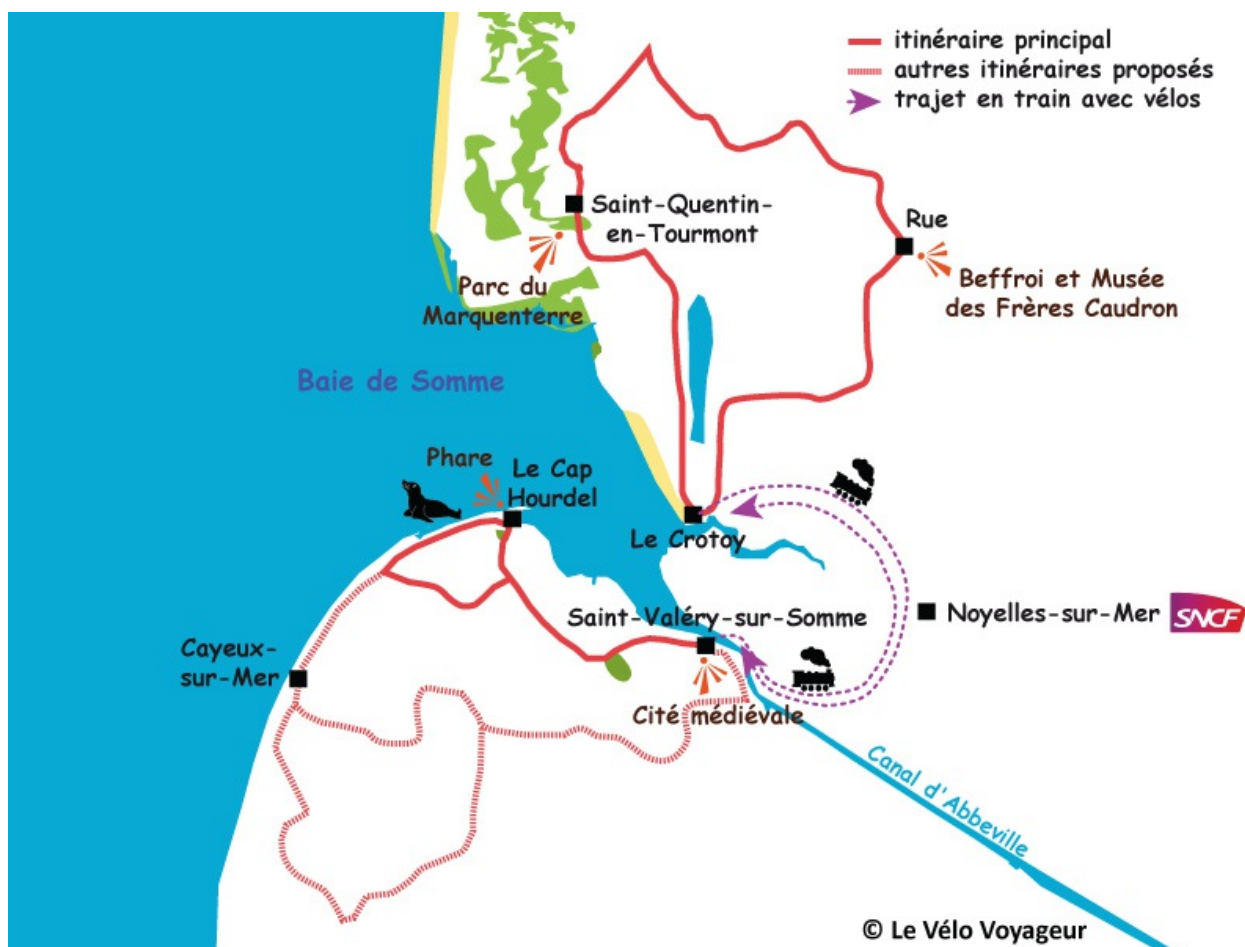 itinéraire principal
autres itinéraires proposés
trajet en train avec vélos
Saint-Quentin-
en-Tourmont
Rue
Parc du
Marquenterre
Beffroi et Musée
des Frères Caudron
Baie de Somme
Phare
Le Cap
Hourdel
Le Crotoy
Saint-Valéry-sur-Somme
Noyelles-sur-Mer
SNCF
Cayeux-
sur-Mer
Cité médiévale
Canal d'Abbeville
© Le Vélo Voyageur